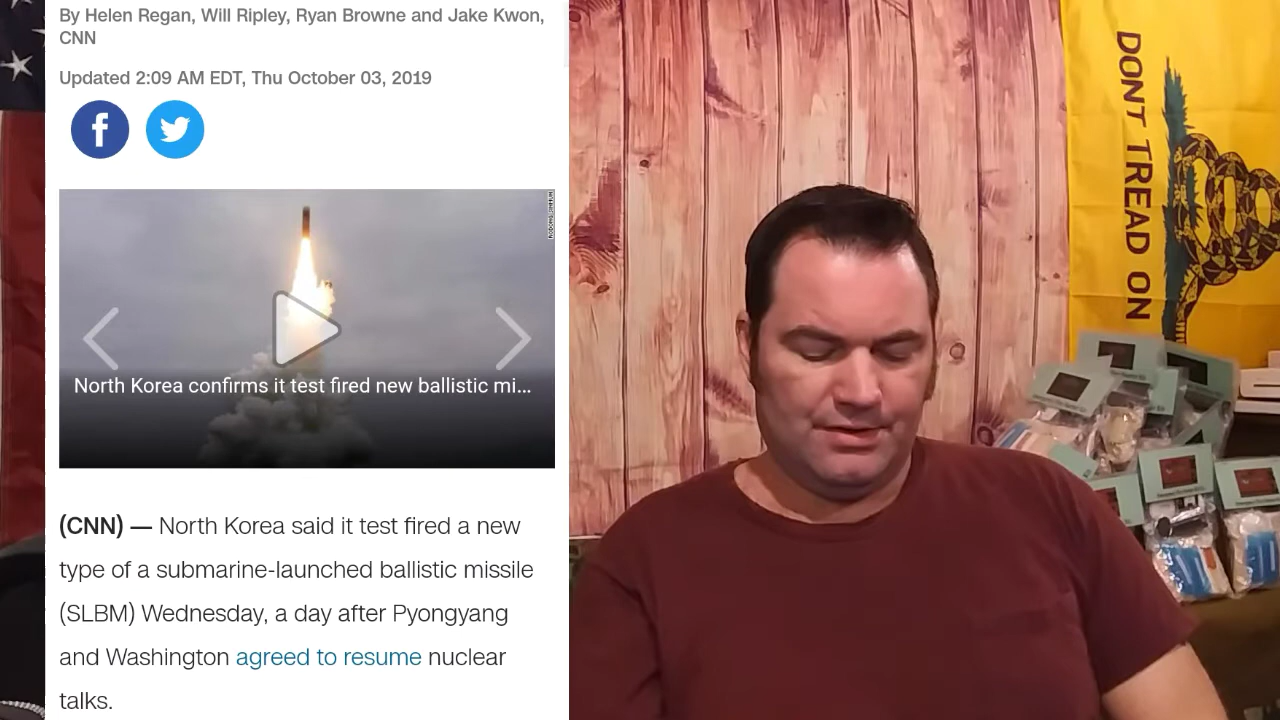 By Helen Regan, Will Ripley, Ryan Browne and Jake Kwon,
CNN
Updated 2:09 AM EDT, Thu October 03, 2019
North Korea confirms it test fired new ballistic mi...
(CNN) — North Korea said it test fired a new
type of a submarine-launched ballistic missile
(SLBM) Wednesday, a day after Pyongyang
and Washington agreed to resume nuclear
talks.
DONT TREAD ON